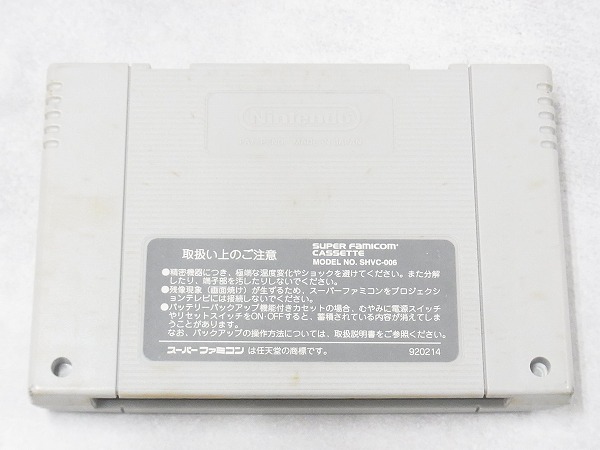 Nintendo
取扱い上のご注意
SUPER FAMICOM
CASSETTE
MODEL NO. SHVC-006
●精密機器につき、極端な温度変化やショックを避けてください。また分解
したり、端子部を汚したりしないでください。
●残像現象（画面焼け）が生ずるため、スーパーファミコンをプロジェク
ションテレビには接続しないでください。
●バッテリーバックアップ機能付きカセットの場合、むやみに電源スイッチ
やリセットスイッチをON・OFFすると、蓄積されている内容が消えてしま
うことがあります。
なお、バックアップの操作方法については、取扱説明書をご参照ください。
スーパーファミコン は任天堂の商標です。
920214